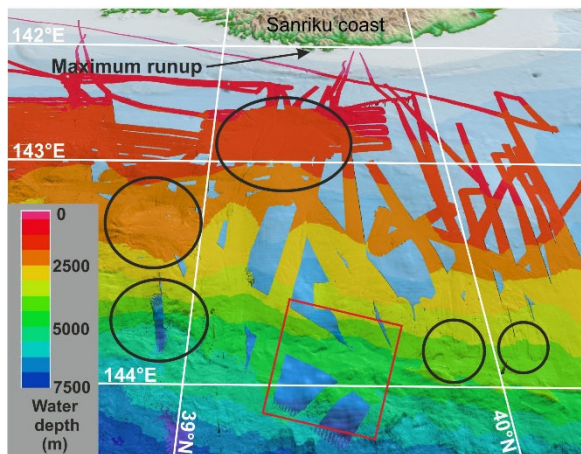 Sanriku coast
142°E
Maximum runup
143°E
0
2500
5000
7500
144°E
Water
depth
(m)
39°N
40°N